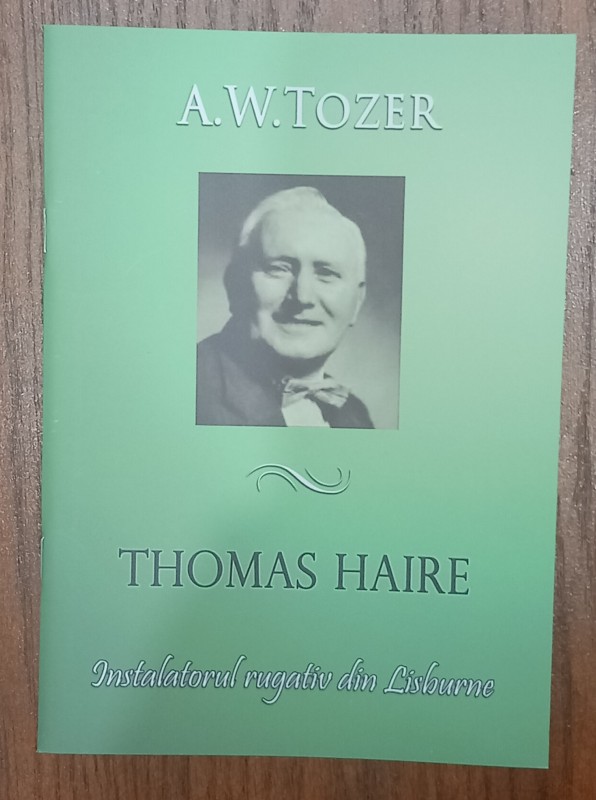 A.W.TOZER
THOMAS HAIRE
Instalatorul rugativ din Lisburne